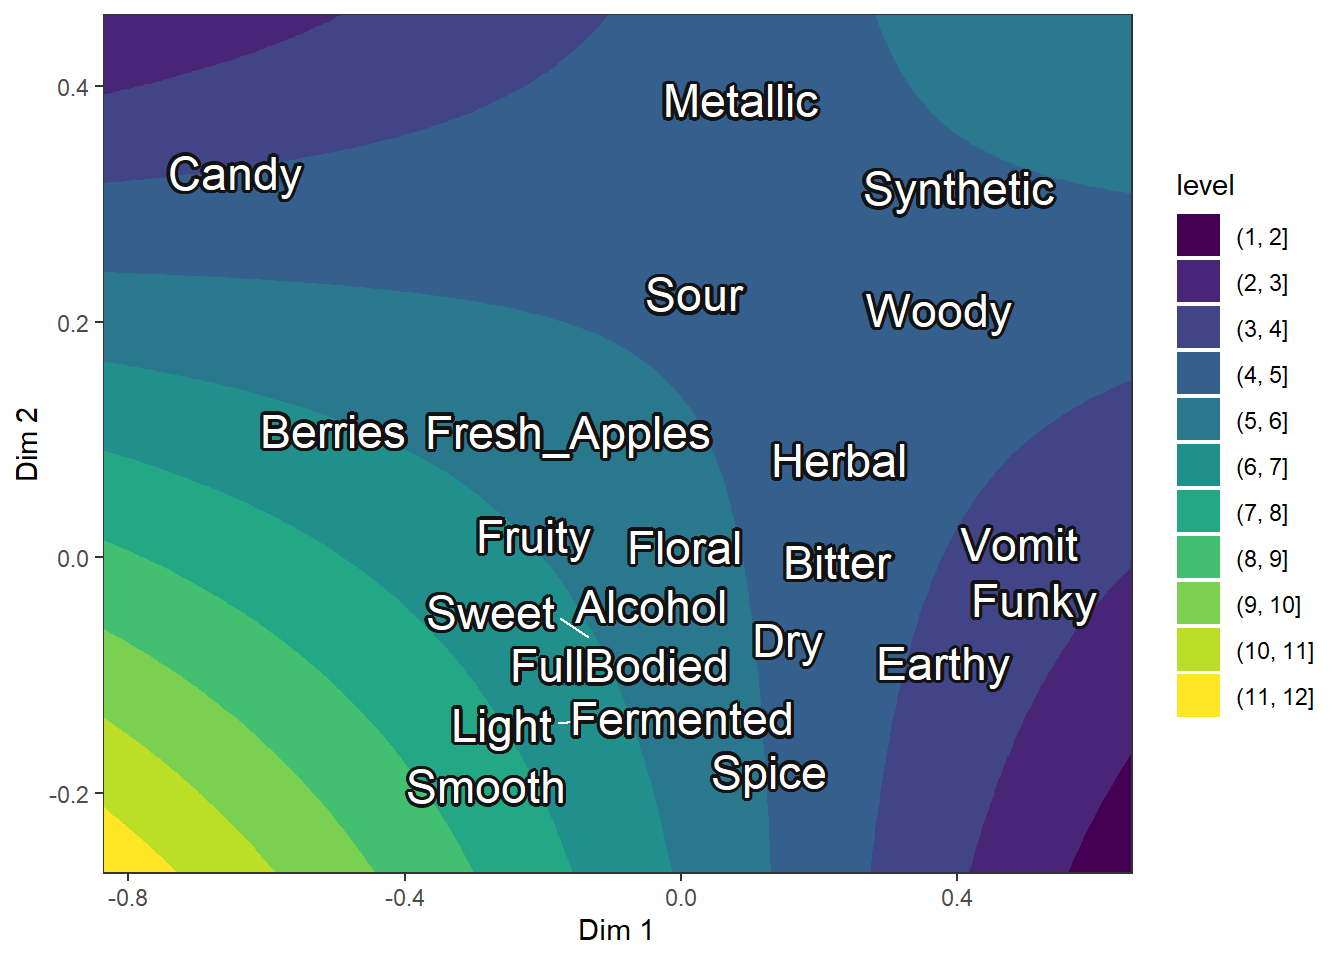 0.4
0.2
0.0
-0.2
Dim 2
Metallic
Candy
Synthetic
Sour
Woody
Berries
Fresh_Apples
Herbal
Fruity
Floral
Vomit
Bitter
Sweet
Alcohol
Funky
Dry
FullBodied
Earthy
Light
Fermented
Smooth
Spice
-0.8
-0.4
0.0
0.4
Dim 1
level
(1, 2]
(2, 3]
(3, 4]
(4, 5]
(5, 6]
(6, 7]
(7, 8]
(8, 9]
(9, 10]
(10, 11]
(11, 12]